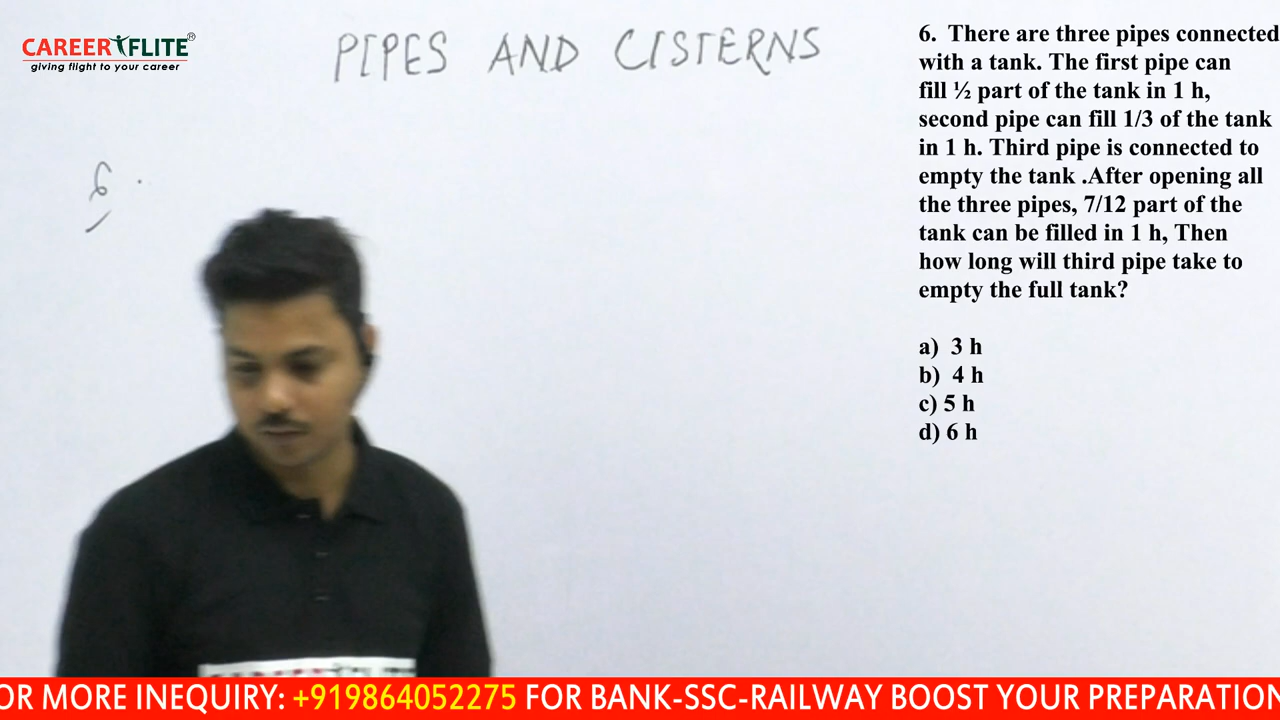 CAREER FLITE®
giving flight to your career
PIPES AND CISTERNS
6.
6. There are three pipes connected
with a tank. The first pipe can
fill ½ part of the tank in 1 h,
second pipe can fill 1/3 of the tank
in 1 h. Third pipe is connected to
empty the tank .After opening all
the three pipes, 7/12 part of the
tank can be filled in 1 h, Then
how long will third pipe take to
empty the full tank?
a) 3 h
b) 4 h
c) 5 h
d) 6 h
OR MORE INEQUIRY: +919864052275 FOR BANK-SSC-RAILWAY BOOST YOUR PREPARATION